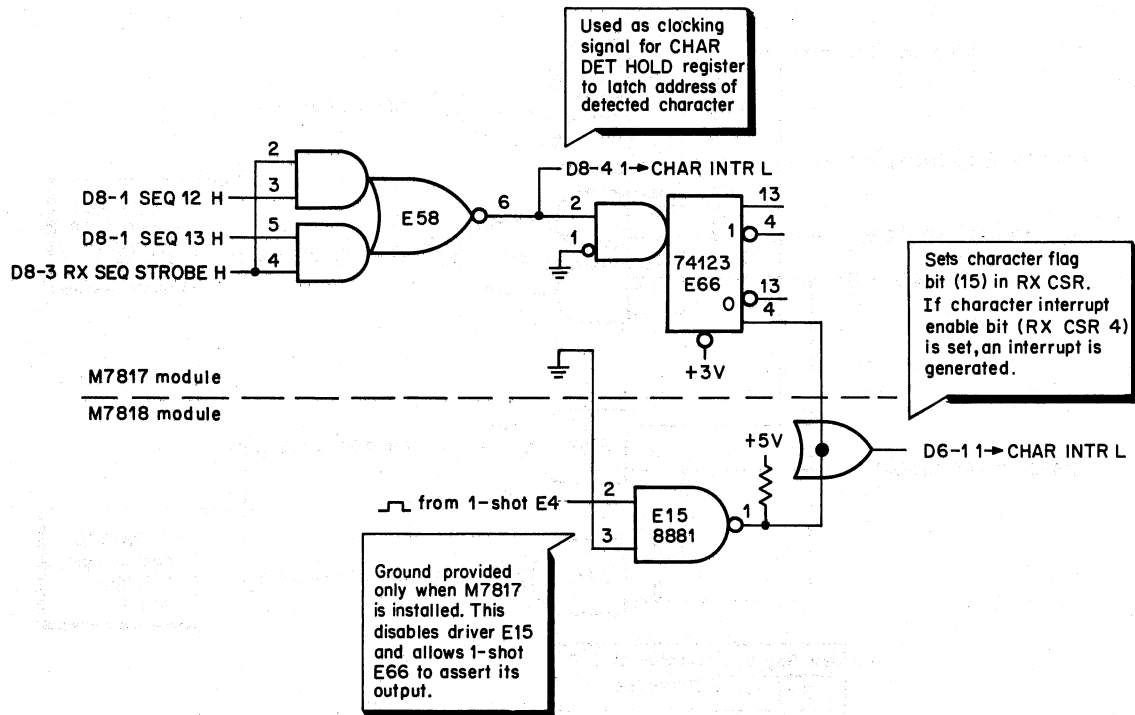 Used as clocking
signal for CHAR
DET HOLD register
to latch address of
detected character
D8-4 1→CHAR INTR L
2
3
D8-1 SEQ 12 H
5
D8-1 SEQ 13 H
4
D8-3 RX SEQ STROBE H
E58
6
2
1
13
1
4
74123
E66
13
0
4
+3V
Sets character flag
bit (15) in RX CSR.
If character interrupt
enable bit (RX CSR 4)
is set, an interrupt is
generated.
M7817 module
M7818 module
+5V
D6-1 1→CHAR INTR L
from 1-shot E4
2
3
E15
8881
1
Ground provided
only when M7817
is installed. This
disables driver E15
and allows 1-shot
E66 to assert its
output.
11-4160